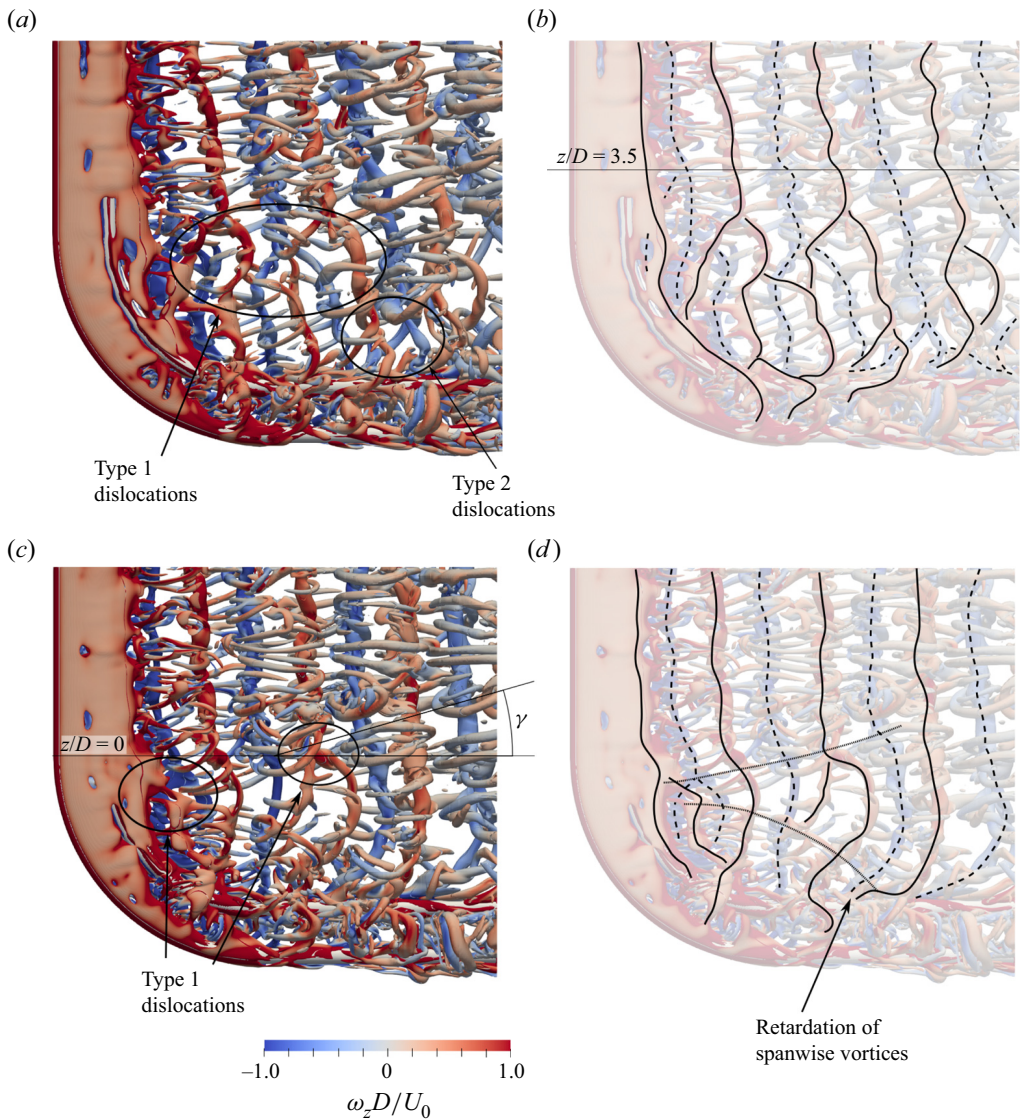 (a)
(b)
z/D = 3.5
Type 1
dislocations
Type 2
dislocations
(c)
(d)
z/D = 0
γ
Type 1
dislocations
Retardation of
spanwise vortices
−1.0 0 1.0
ω_z D/U_0